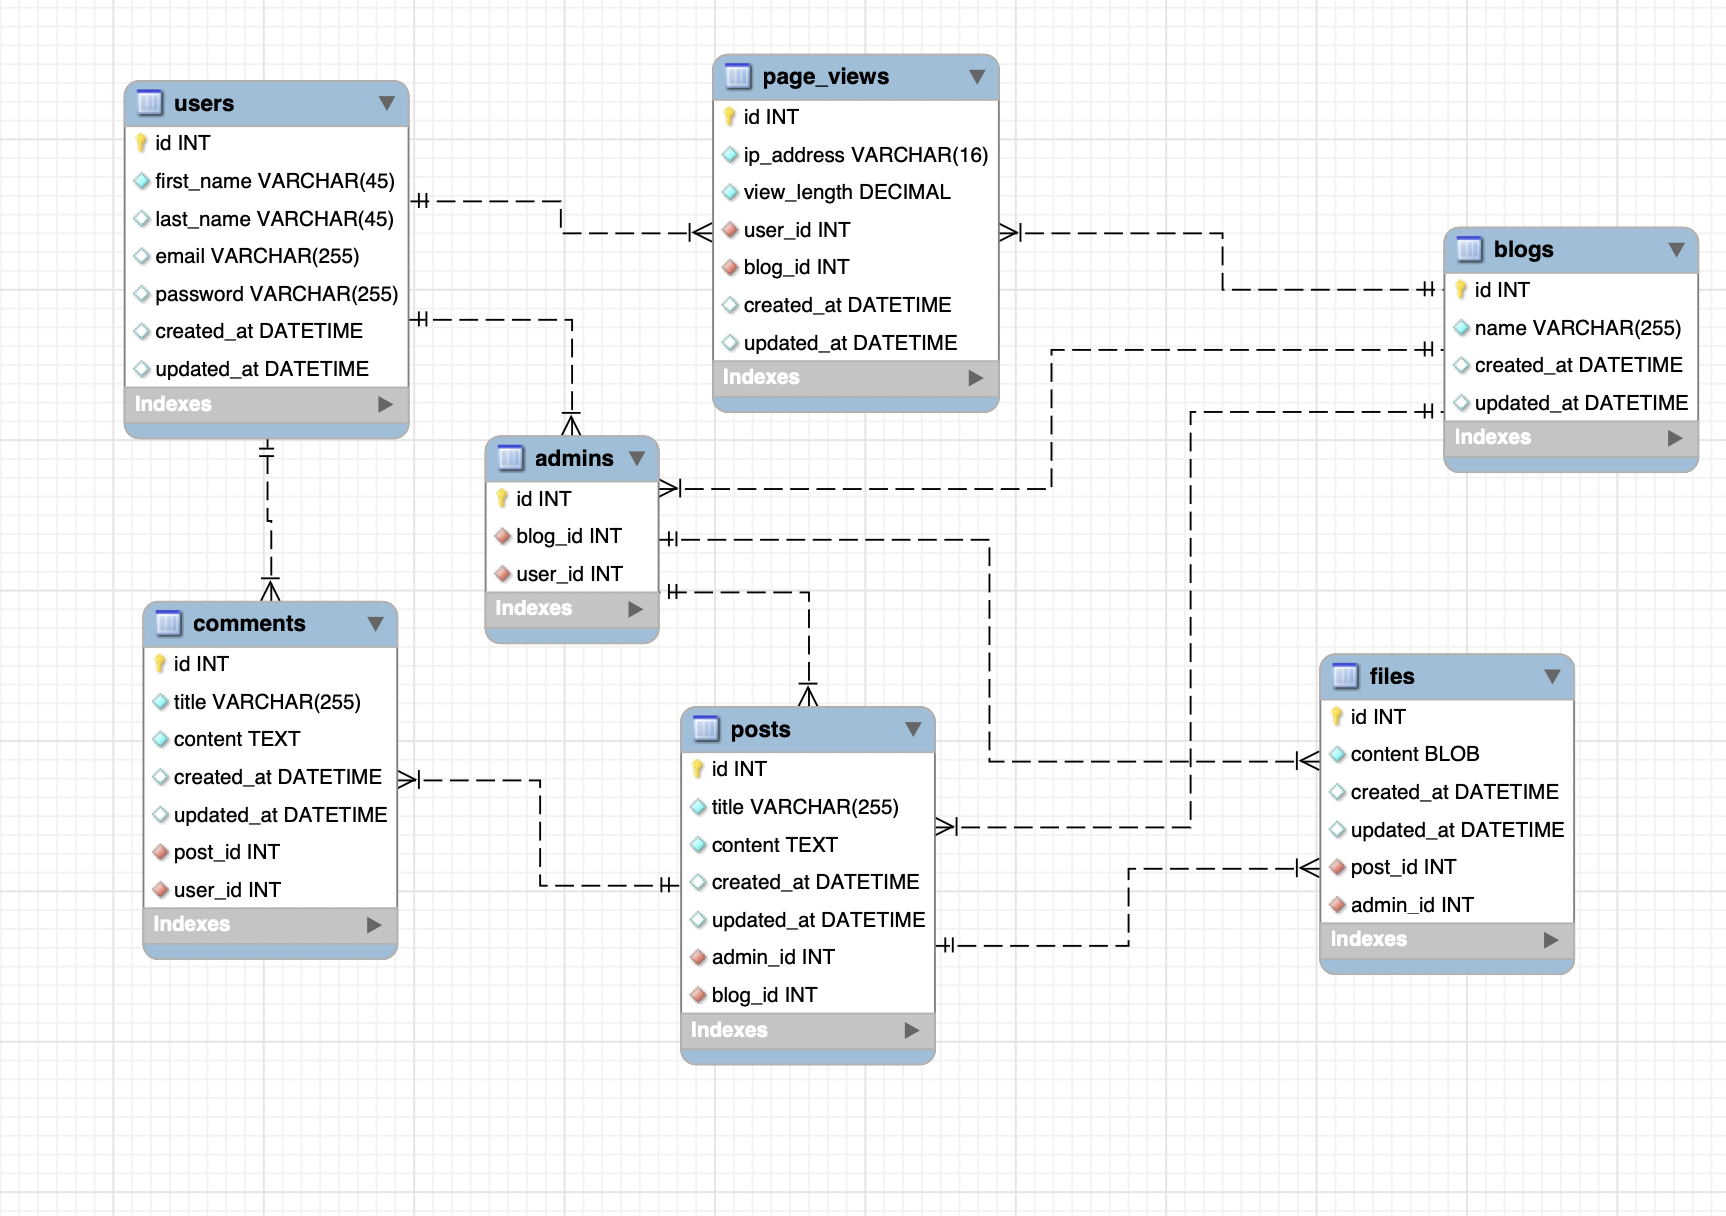 users
id INT
first_name VARCHAR(45)
last_name VARCHAR(45)
email VARCHAR(255)
password VARCHAR(255)
created_at DATETIME
updated_at DATETIME
Indexes
page_views
id INT
ip_address VARCHAR(16)
view_length DECIMAL
user_id INT
blog_id INT
created_at DATETIME
updated_at DATETIME
Indexes
blogs
id INT
name VARCHAR(255)
created_at DATETIME
updated_at DATETIME
Indexes
admins
id INT
blog_id INT
user_id INT
Indexes
comments
id INT
title VARCHAR(255)
content TEXT
created_at DATETIME
updated_at DATETIME
post_id INT
user_id INT
Indexes
posts
id INT
title VARCHAR(255)
content TEXT
created_at DATETIME
updated_at DATETIME
admin_id INT
blog_id INT
Indexes
files
id INT
content BLOB
created_at DATETIME
updated_at DATETIME
post_id INT
admin_id INT
Indexes